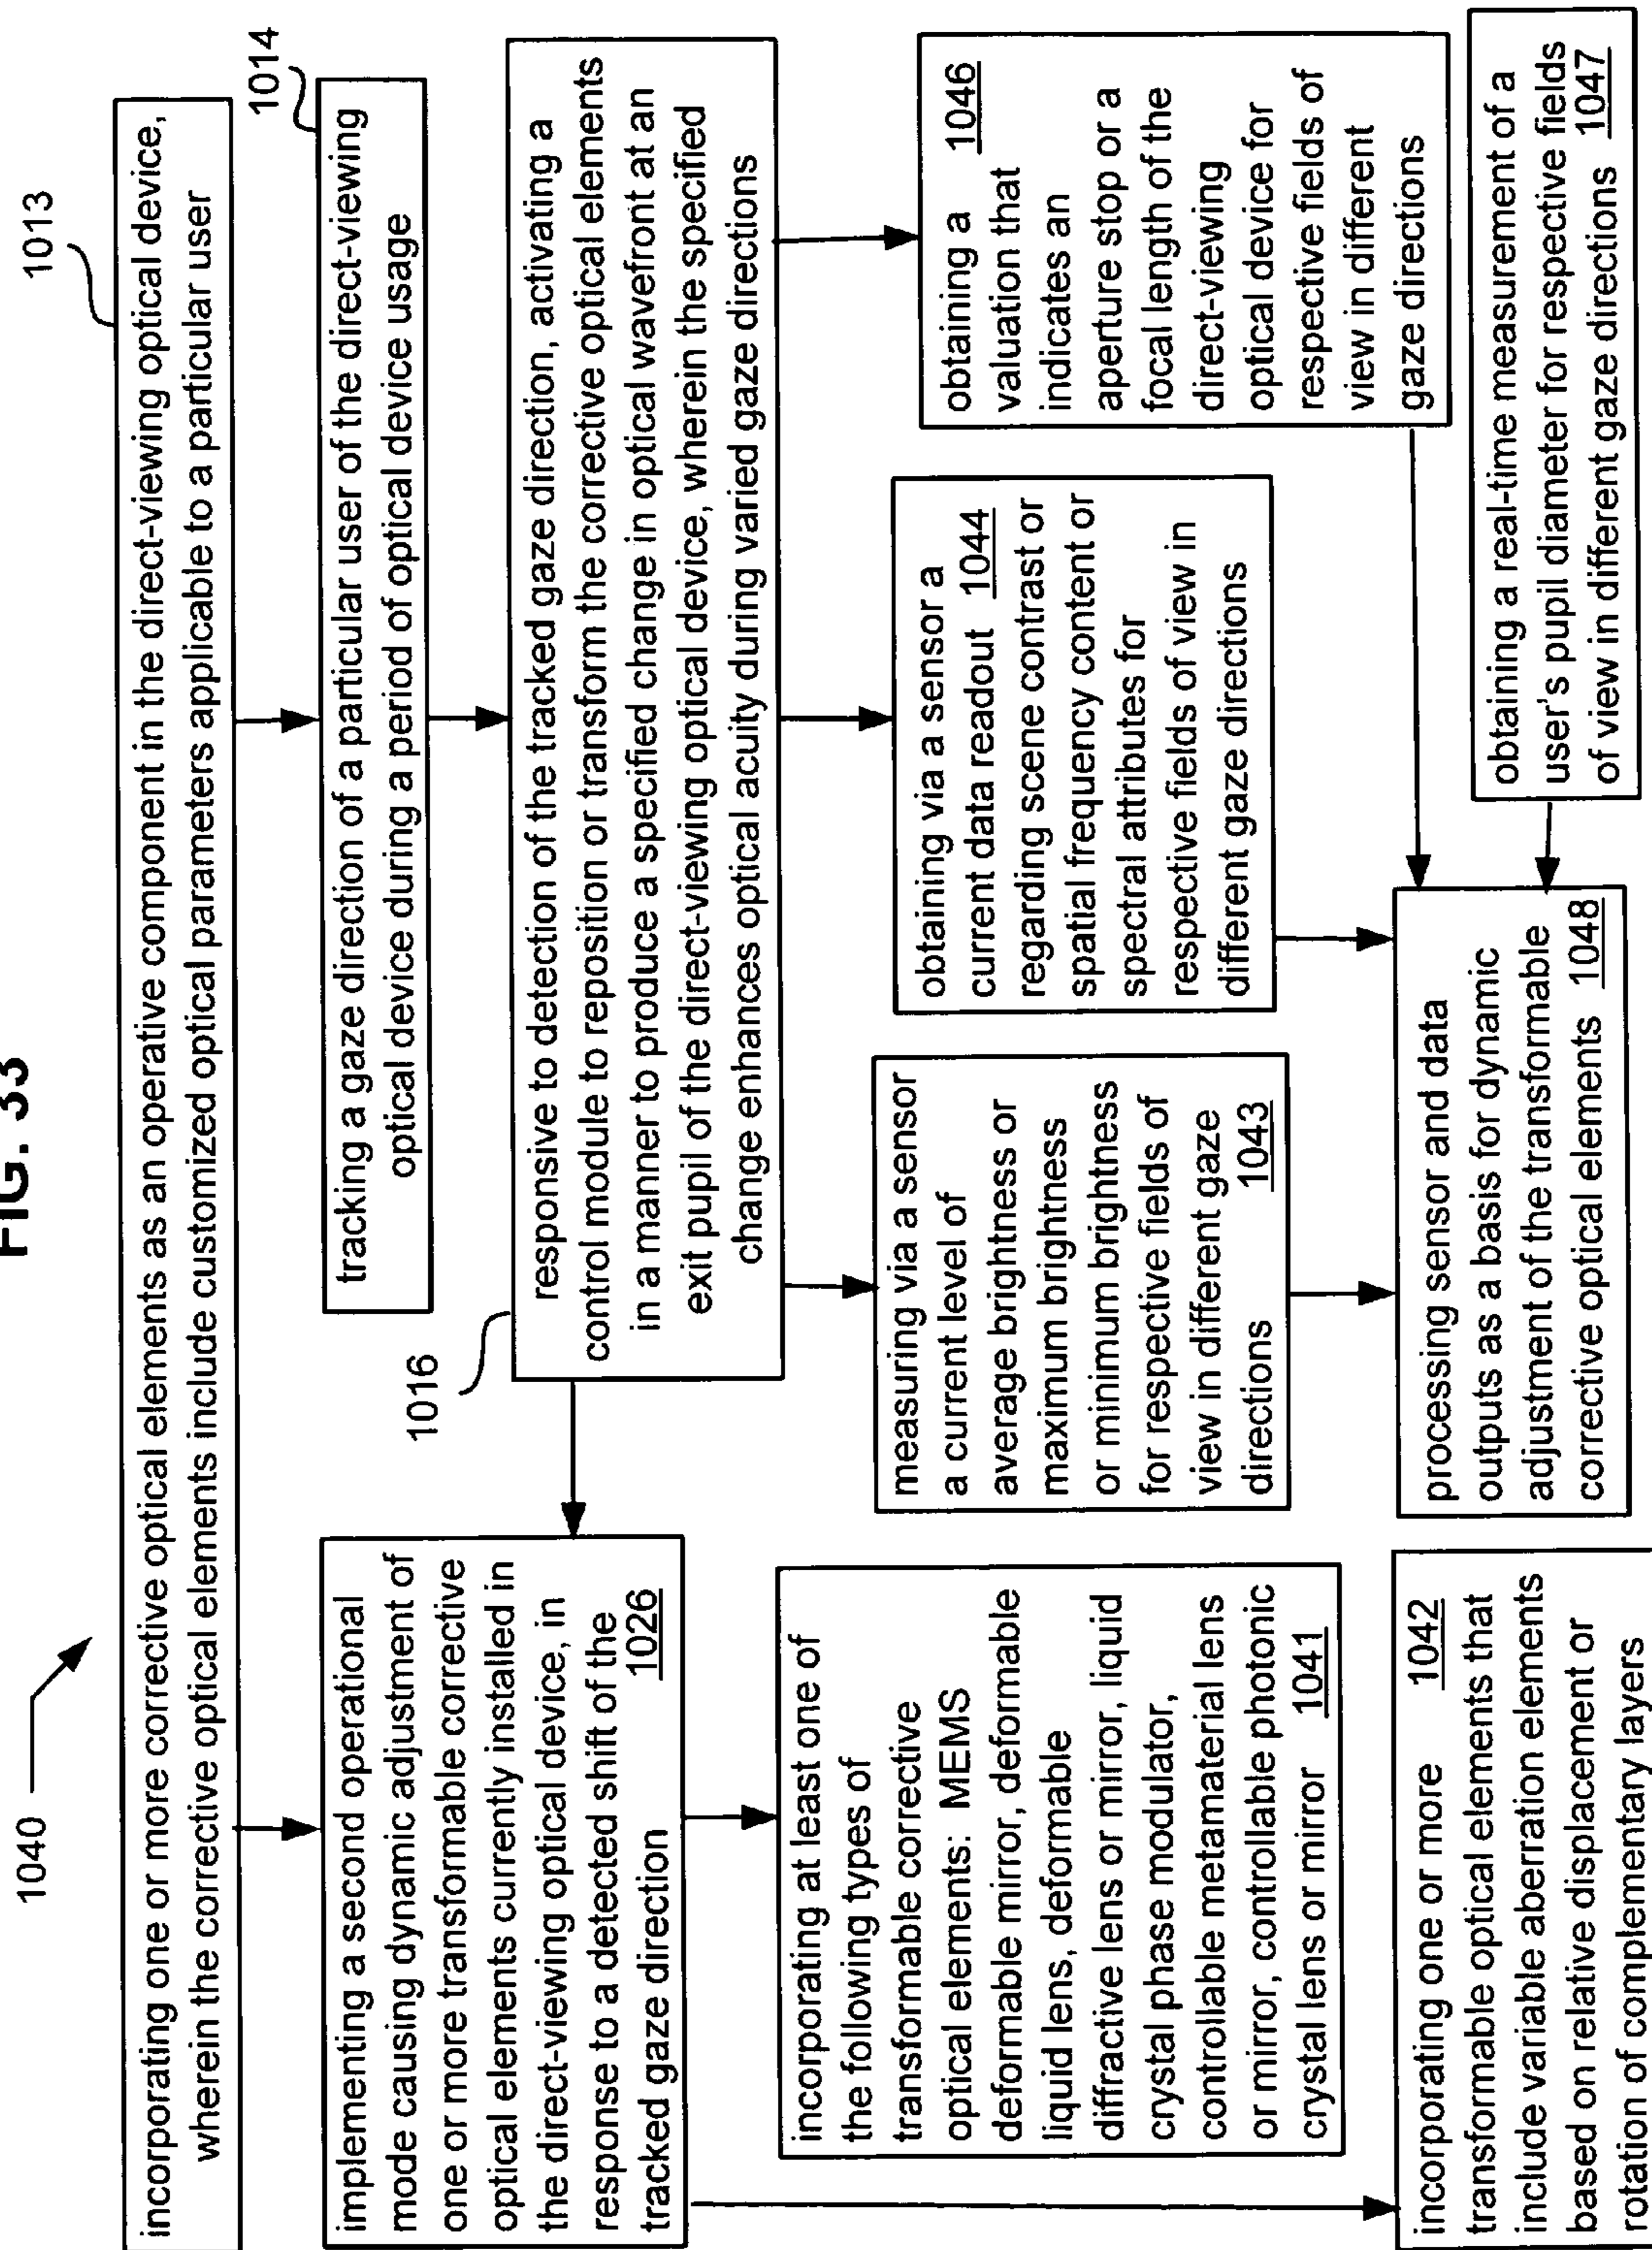 FIG. 33
1040
1013
incorporating one or more corrective optical elements as an operative component in the direct-viewing optical device,
wherein the corrective optical elements include customized optical parameters applicable to a particular user
1014
tracking a gaze direction of a particular user of the direct-viewing
optical device during a period of optical device usage
1016
responsive to detection of the tracked gaze direction, activating a
control module to reposition or transform the corrective optical elements
in a manner to produce a specified change in optical wavefront at an
exit pupil of the direct-viewing optical device, wherein the specified
change enhances optical acuity during varied gaze directions
implementing a second operational
mode causing dynamic adjustment of
one or more transformable corrective
optical elements currently installed in
the direct-viewing optical device, in
response to a detected shift of the
tracked gaze direction 1026
incorporating at least one of
the following types of
transformable corrective
optical elements: MEMS
deformable mirror, deformable
liquid lens, deformable
diffractive lens or mirror, liquid
crystal phase modulator,
controllable metamaterial lens
or mirror, controllable photonic
crystal lens or mirror 1041
incorporating one or more 1042
transformable optical elements that
include variable aberration elements
based on relative displacement or
rotation of complementary layers
measuring via a sensor
a current level of
average brightness or
maximum brightness
or minimum brightness
for respective fields of
view in different gaze
directions 1043
obtaining via a sensor a
current data readout 1044
regarding scene contrast or
spatial frequency content or
spectral attributes for
respective fields of view in
different gaze directions
obtaining a 1046
valuation that
indicates an
aperture stop or a
focal length of the
direct-viewing
optical device for
respective fields of
view in different
gaze directions
processing sensor and data
outputs as a basis for dynamic
adjustment of the transformable
corrective optical elements 1048
obtaining a real-time measurement of a
user's pupil diameter for respective fields
of view in different gaze directions 1047